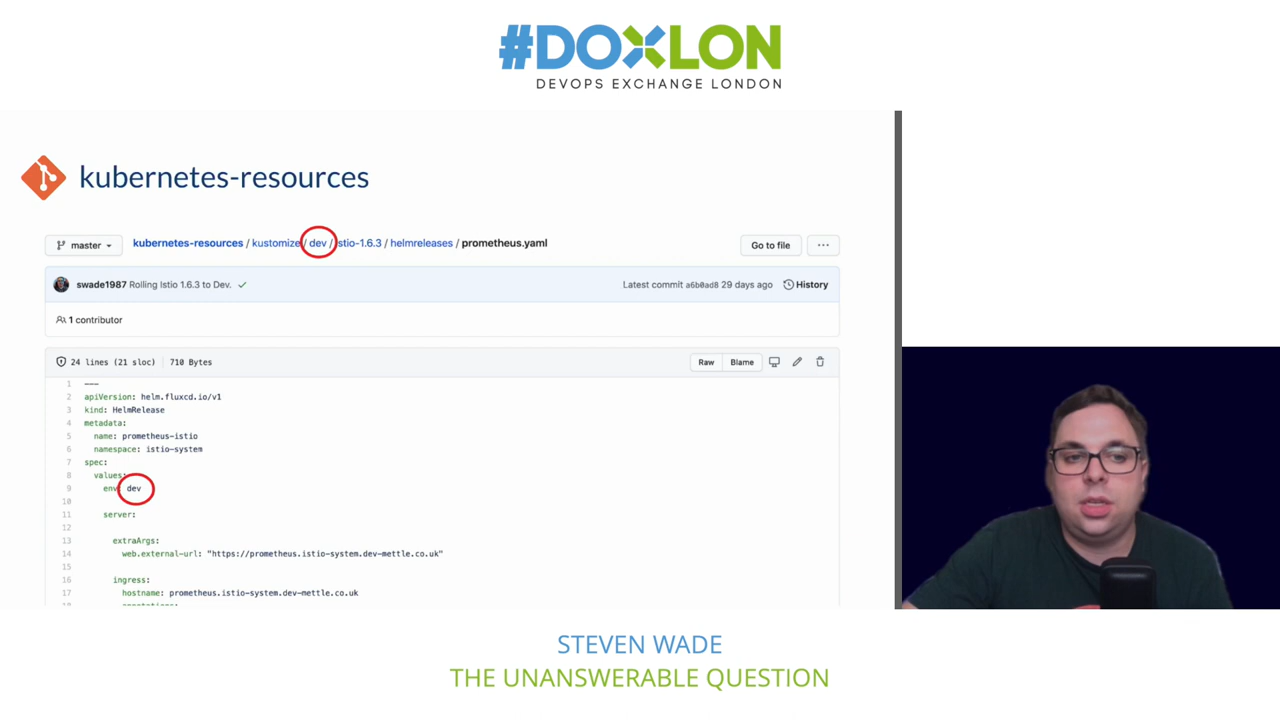 #DOXLON
DEVOPS EXCHANGE LONDON
kubernetes-resources
master
kubernetes-resources / kustomize / dev / istio-1.6.3 / helmreleases / prometheus.yaml
Go to file
...
swade1987 Rolling Istio 1.6.3 to Dev.
Latest commit a6b0ad8 29 days ago
History
1 contributor
24 lines (21 sloc) 710 Bytes
Raw
Blame
1 ---
2 apiVersion: helm.fluxcd.io/v1
3 kind: HelmRelease
4 metadata:
5 name: prometheus-istio
6 namespace: istio-system
7 spec:
8 values:
9 env: dev
10
11 server:
12
13 extraArgs:
14 web.external-url: "https://prometheus.istio-system.dev-mettle.co.uk"
15
16 ingress:
17 hostname: prometheus.istio-system.dev-mettle.co.uk
STEVEN WADE
THE UNANSWERABLE QUESTION